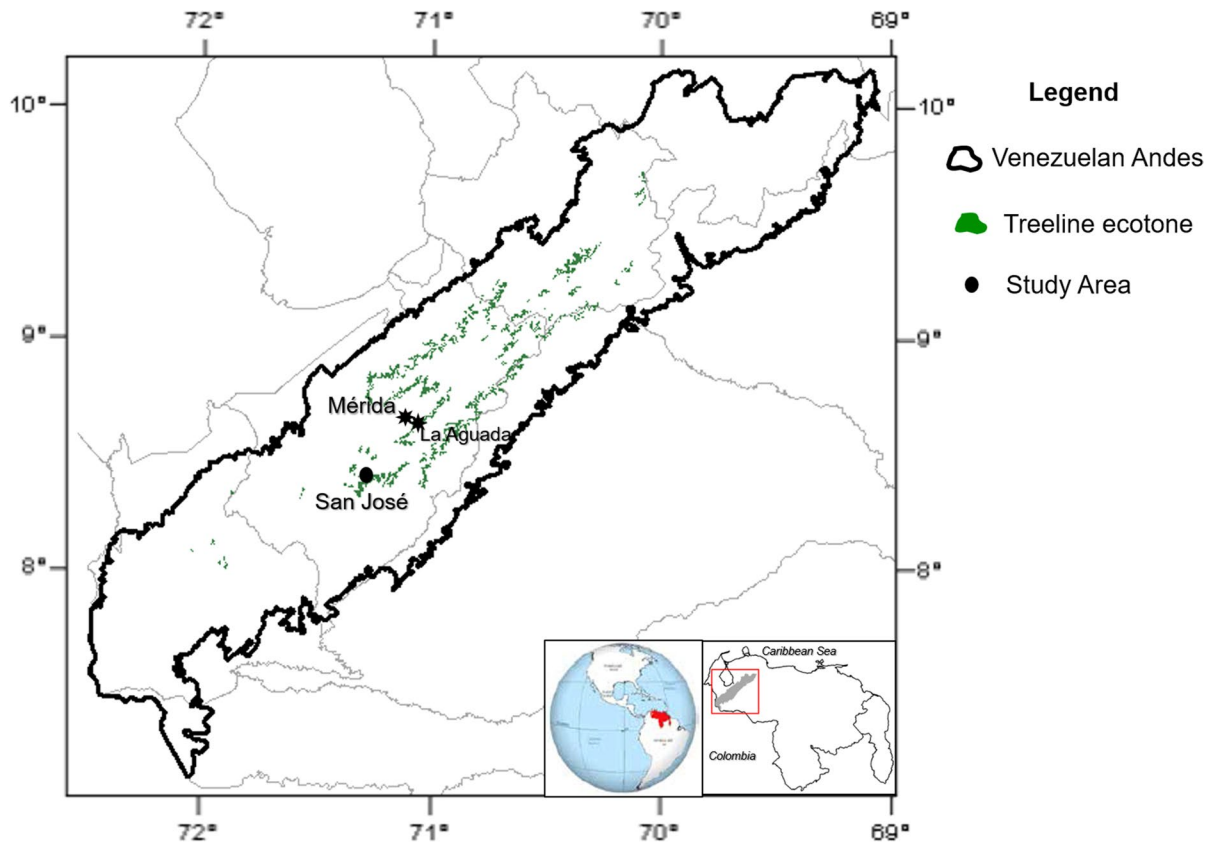 72° 71° 70° 69°
10° 10°
Legend
Venezuelan Andes
Treeline ecotone
Study Area
9° 9°
Mérida
La Aguada
San José
8° 8°
Caribbean Sea
Colombia
72° 71° 70° 69°